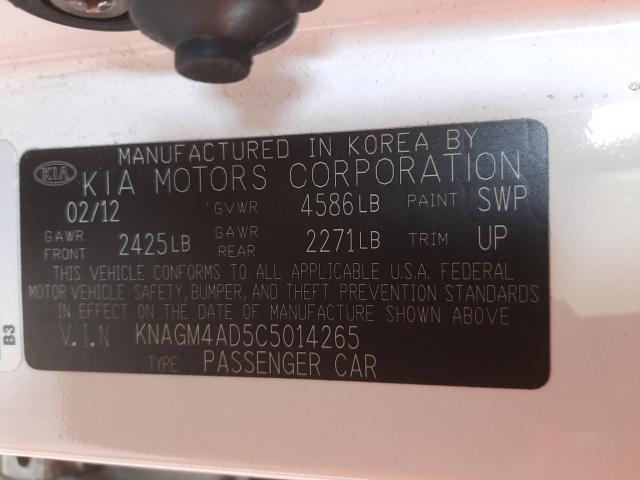 MANUFACTURED IN KOREA BY
KIA KIA MOTORS CORPORATION
02/12 GVWR 4586LB PAINT SWP
GAWR FRONT 2425LB GAWR REAR 2271LB TRIM UP
THIS VEHICLE CONFORMS TO ALL APPLICABLE U.S.A. FEDERAL
MOTOR VEHICLE SAFETY, BUMPER, AND THEFT PREVENTION STANDARDS
IN EFFECT ON THE DATE OF MANUFACTURE SHOWN ABOVE
V.I.N KNAGM4AD5C5014265
TYPE PASSENGER CAR
B3